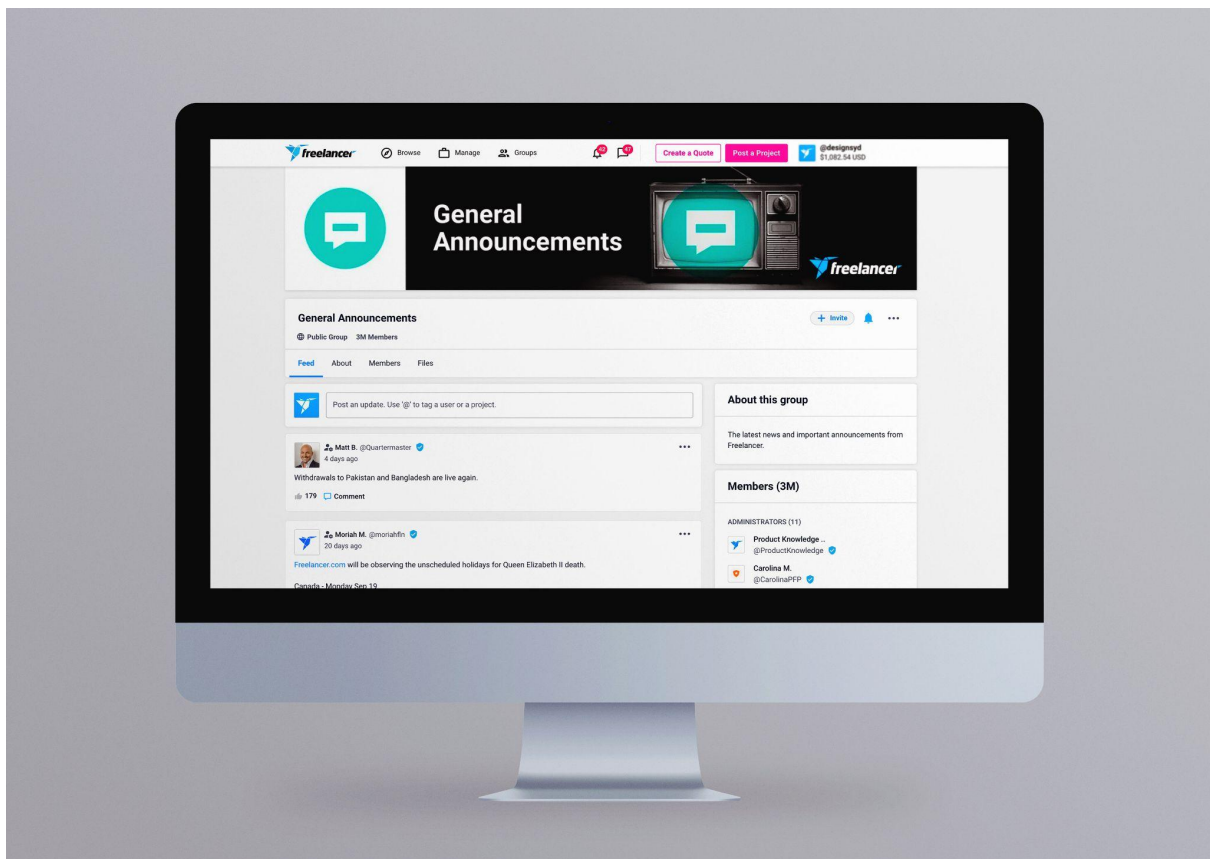 freelancer
Browse
Manage
Groups
42
47
Create a Quote
Post a Project
@designsyd
$1,082.54 USD
General
Announcements
freelancer
General Announcements
Public Group 3M Members
+ Invite
Feed
About
Members
Files
Post an update. Use '@' to tag a user or a project.
Matt B. @Quartermaster
4 days ago
Withdrawals to Pakistan and Bangladesh are live again.
179 Comment
Moriah M. @moriahfln
20 days ago
Freelancer.com will be observing the unscheduled holidays for Queen Elizabeth II death.
Canada - Monday Sep 19
About this group
The latest news and important announcements from
Freelancer.
Members (3M)
ADMINISTRATORS (11)
Product Knowledge ..
@ProductKnowledge
Carolina M.
@CarolinaPFP